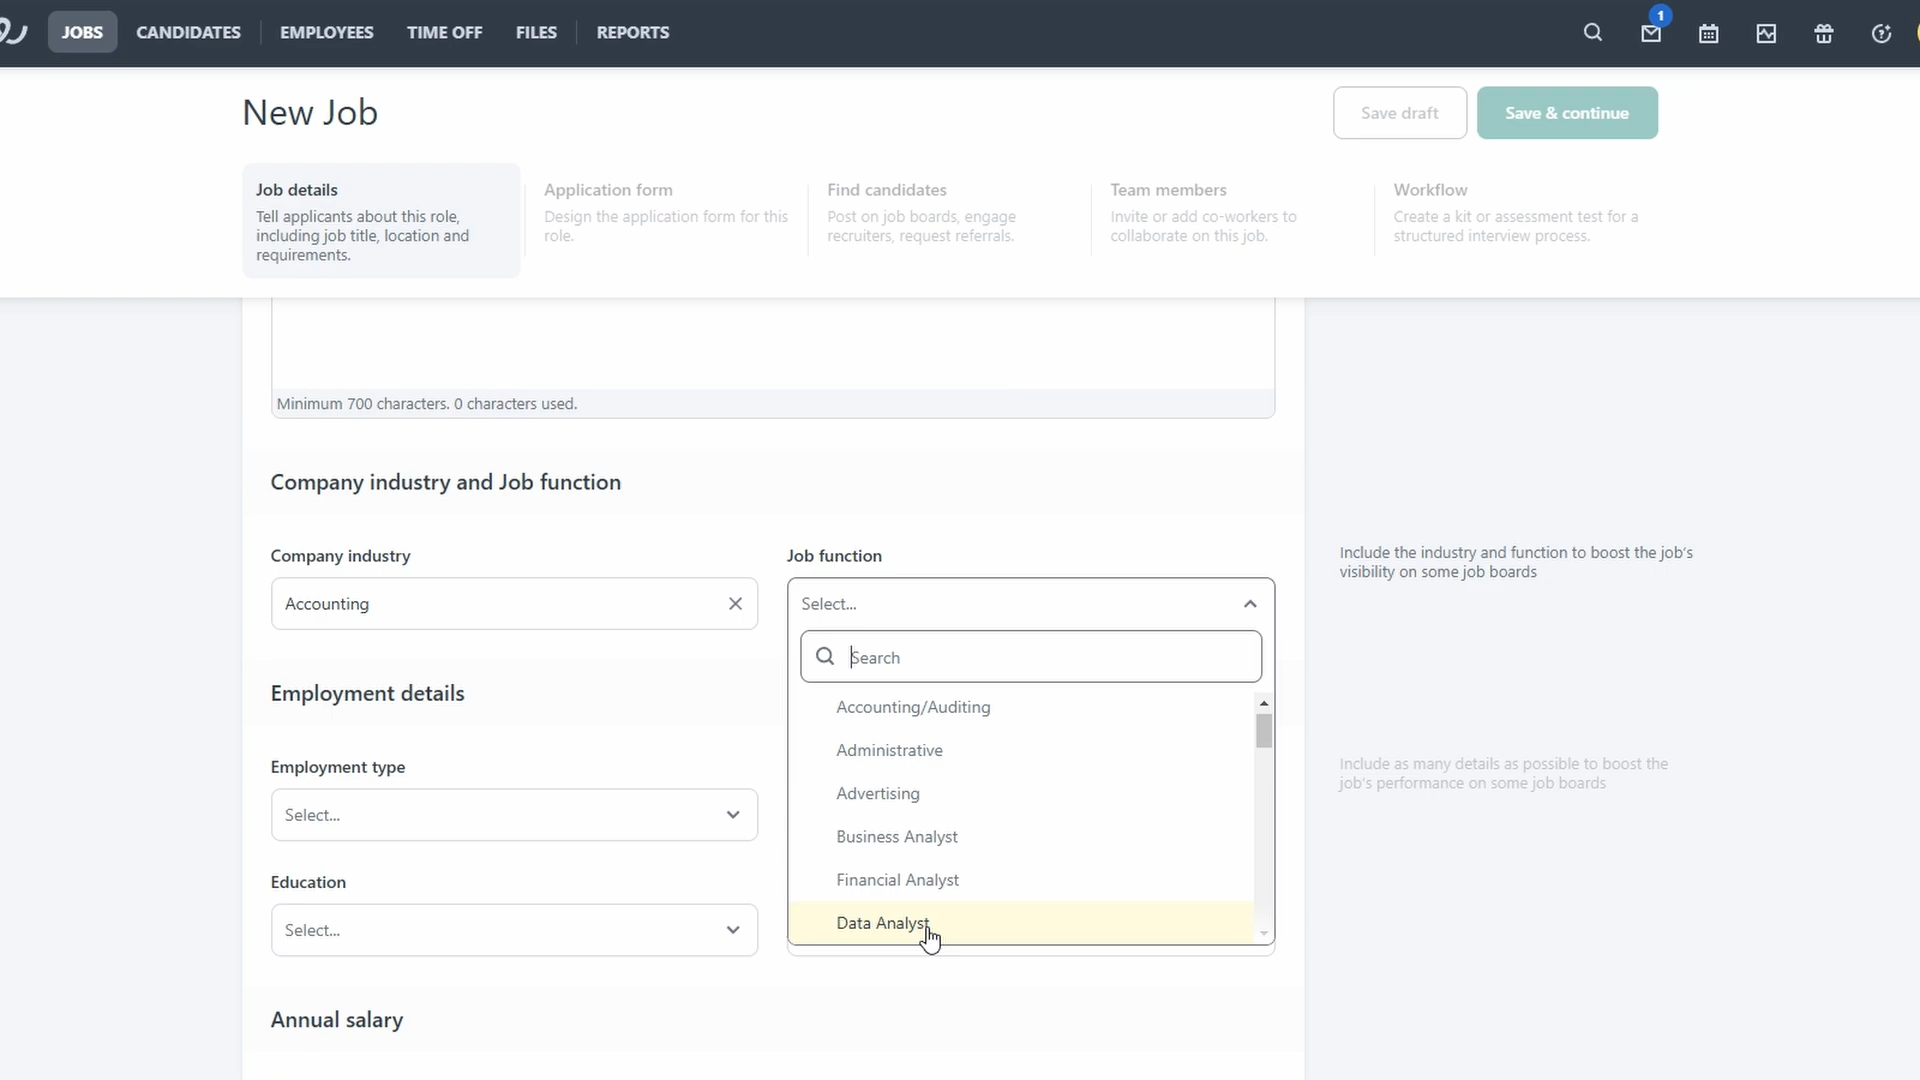 JOBS CANDIDATES EMPLOYEES TIME OFF FILES REPORTS
1
New Job
Save draft
Save & continue
Job details
Tell applicants about this role,
including job title, location and
requirements.
Application form
Design the application form for this
role.
Find candidates
Post on job boards, engage
recruiters, request referrals.
Team members
Invite or add co-workers to
collaborate on this job.
Workflow
Create a kit or assessment test for a
structured interview process.
Minimum 700 characters. 0 characters used.
Company industry and Job function
Company industry
Accounting
Job function
Select...
Search
Accounting/Auditing
Administrative
Advertising
Business Analyst
Financial Analyst
Data Analyst
Include the industry and function to boost the job's
visibility on some job boards
Employment details
Employment type
Select...
Education
Select...
Include as many details as possible to boost the
job's performance on some job boards
Annual salary